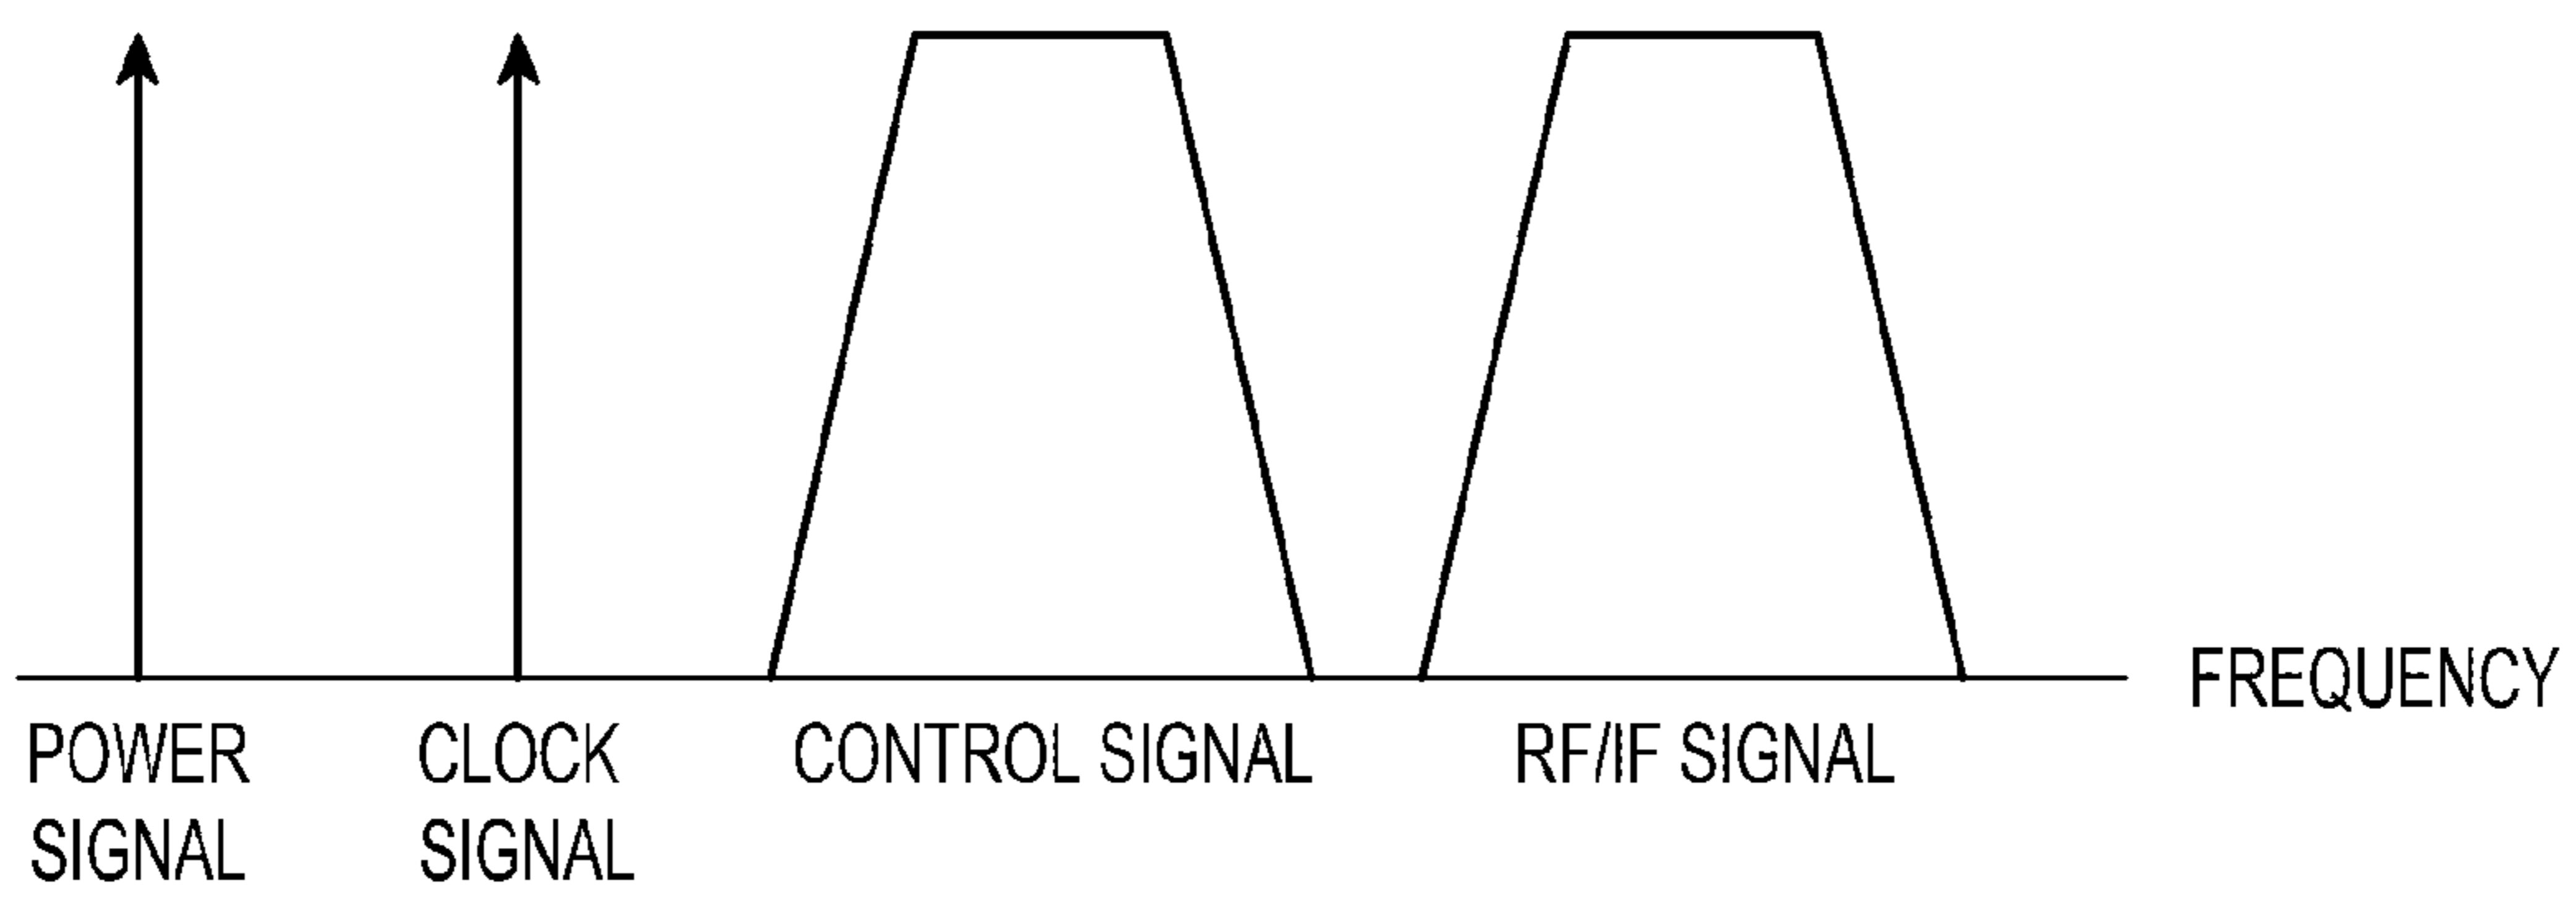 FREQUENCY
POWER
SIGNAL
CLOCK
SIGNAL
CONTROL SIGNAL
RF/IF SIGNAL